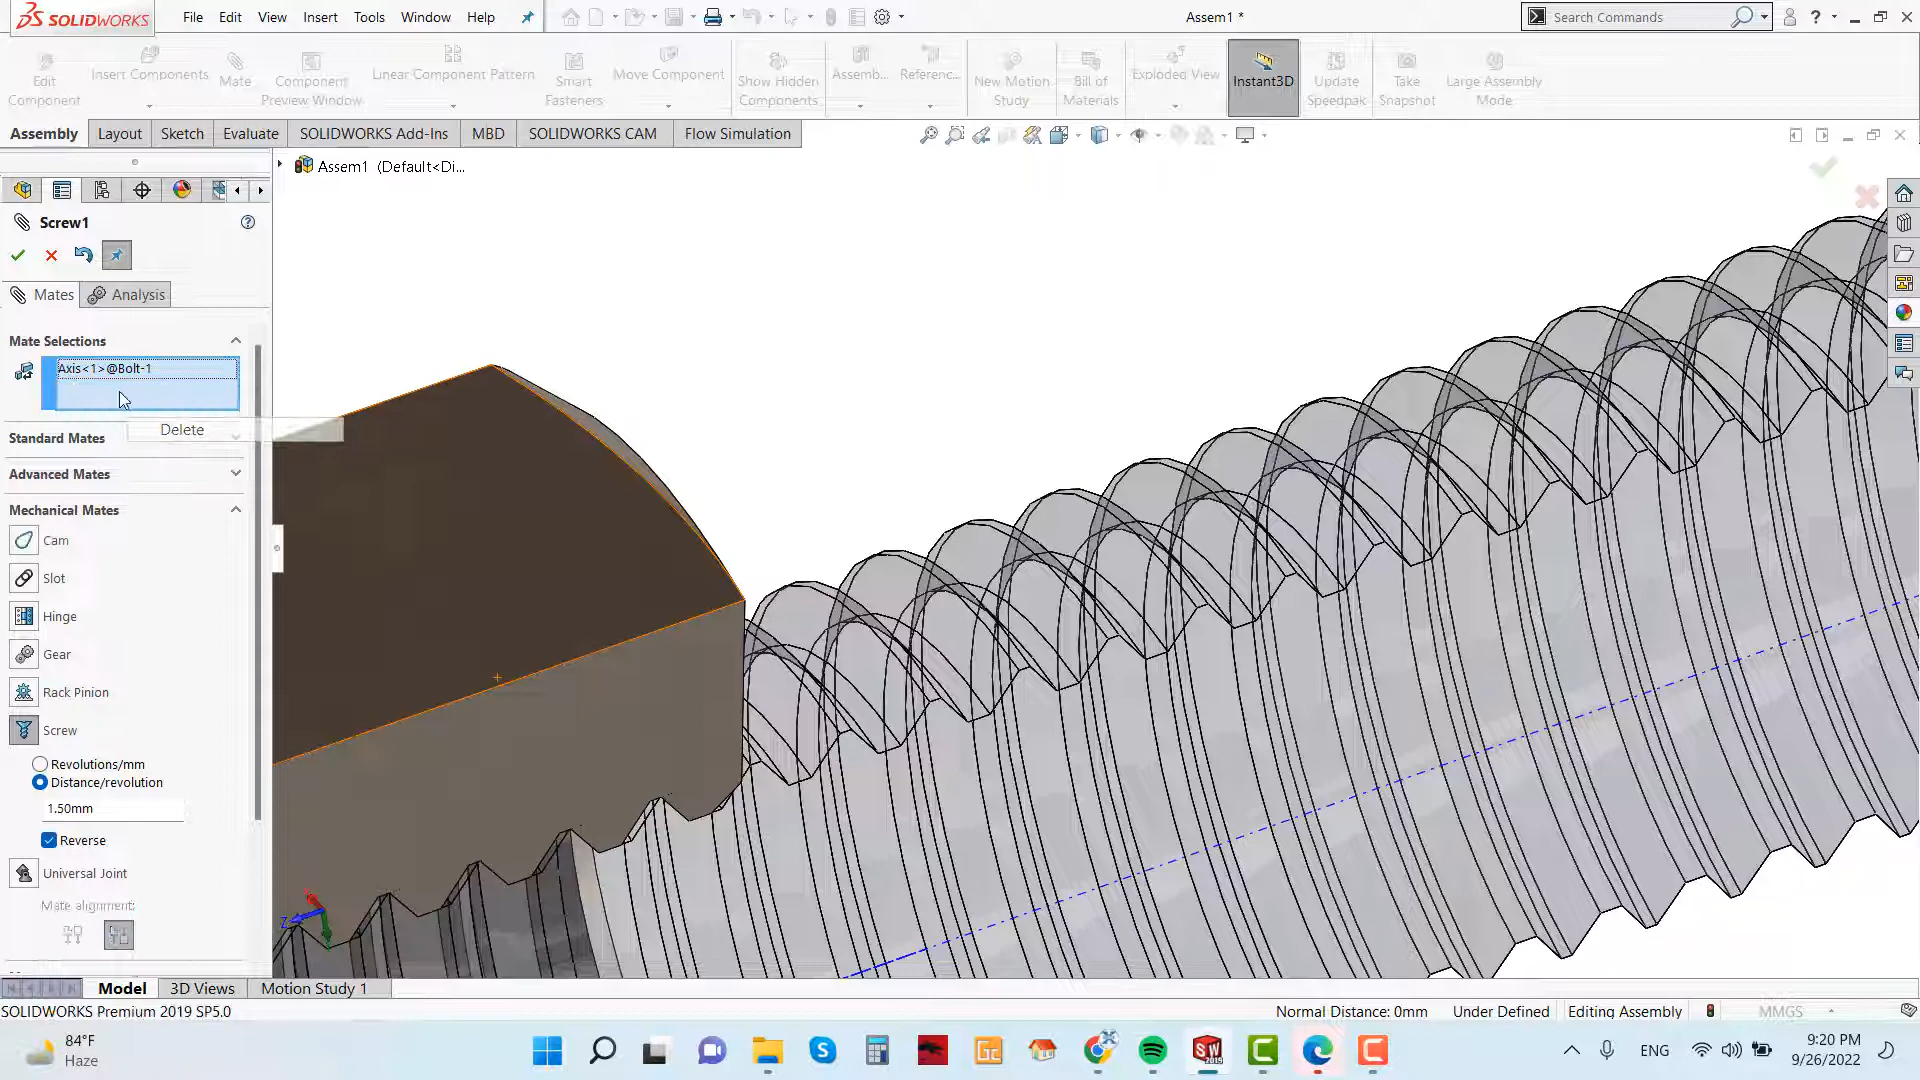 SOLIDWORKS File Edit View Insert Tools Window Help Assem1 * Search Commands
Edit Component
Insert Components
Mate
Component Preview Window
Linear Component Pattern
Smart Fasteners
Move Component
Show Hidden Components
Assemb...
Referenc...
New Motion Study
Bill of Materials
Exploded View
Instant3D
Update Speedpak
Take Snapshot
Large Assembly Mode
Assembly Layout Sketch Evaluate SOLIDWORKS Add-Ins MBD SOLIDWORKS CAM Flow Simulation
Assem1 (Default<Di...
Screw1
Mates Analysis
Mate Selections
Axis<1>@Bolt-1
Delete
Standard Mates
Advanced Mates
Mechanical Mates
Cam
Slot
Hinge
Gear
Rack Pinion
Screw
Revolutions/mm
Distance/revolution
1.50mm
Reverse
Universal Joint
Mate alignment:
Z
Model 3D Views Motion Study 1
SOLIDWORKS Premium 2019 SP5.0 Normal Distance: 0mm Under Defined Editing Assembly MMGS
84°F
Haze
ENG
9:20 PM
9/26/2022